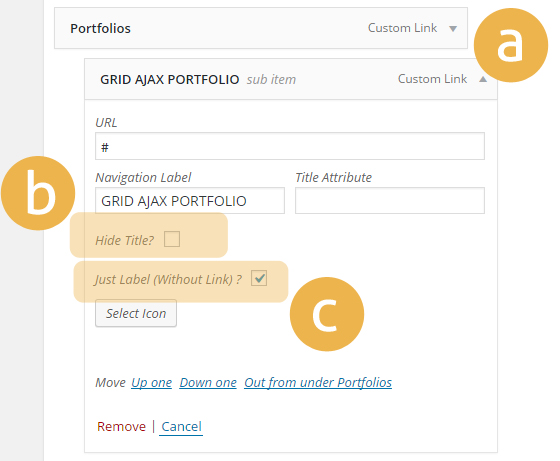 Portfolios Custom Link
a
GRID AJAX PORTFOLIO sub item Custom Link
URL
#
b
Navigation Label Title Attribute
GRID AJAX PORTFOLIO
Hide Title?
Just Label (Without Link) ?
c
Select Icon
Move Up one Down one Out from under Portfolios
Remove | Cancel